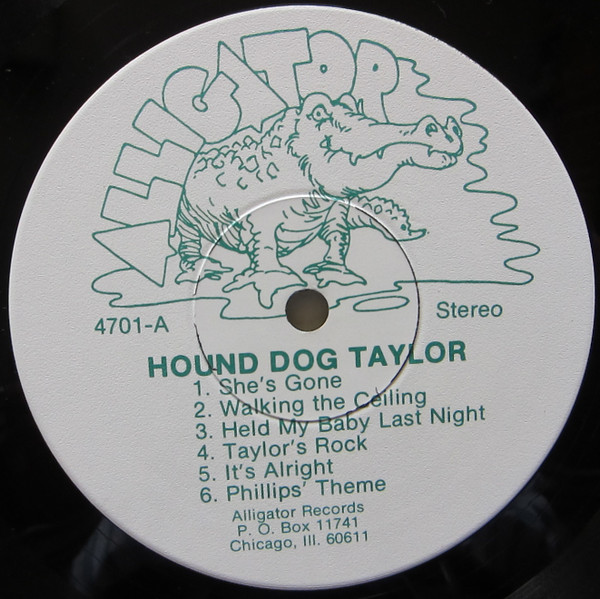 ALLIGATOR
4701-A
Stereo
HOUND DOG TAYLOR
1. She's Gone
2. Walking the Ceiling
3. Held My Baby Last Night
4. Taylor's Rock
5. It's Alright
6. Phillips' Theme
Alligator Records
P. O. Box 11741
Chicago, Ill. 60611